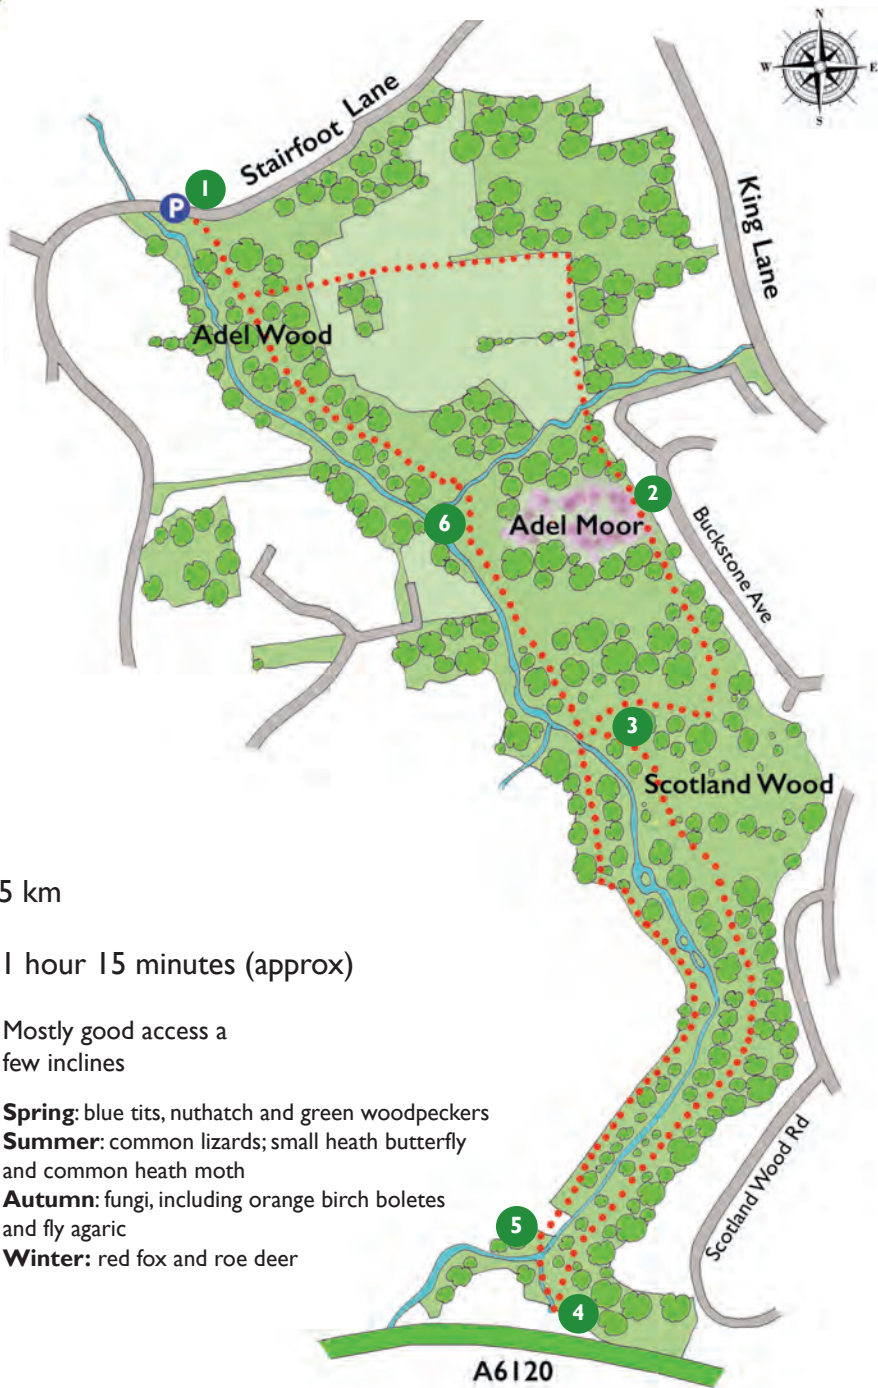 N
W
E
S
Stairfoot Lane
1
P
King Lane
Adel Wood
2
6
Adel Moor
Buckstone Ave
3
Scotland Wood
5 km
1 hour 15 minutes (approx)
Mostly good access a
few inclines
Spring: blue tits, nuthatch and green woodpeckers
Summer: common lizards; small heath butterfly
and common heath moth
Autumn: fungi, including orange birch boletes
and fly agaric
Winter: red fox and roe deer
Scotland Wood Rd
5
4
A6120